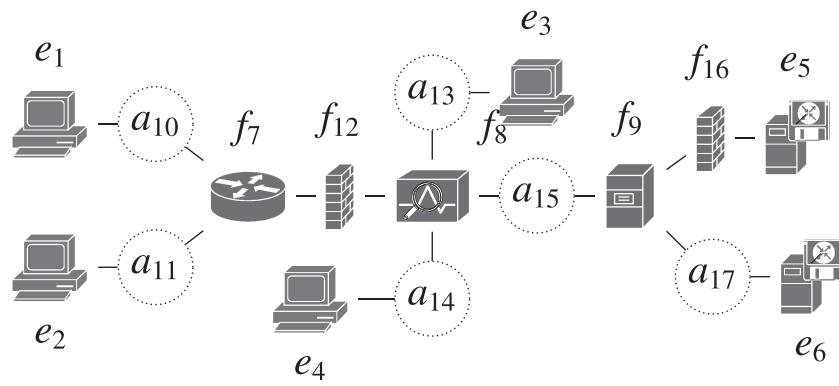 e₁
e₃
e₅
f₁₆
a₁₃
a₁₀
f₇
f₁₂
f₈
f₉
a₁₅
a₁₁
a₁₄
a₁₇
e₂
e₄
e₆